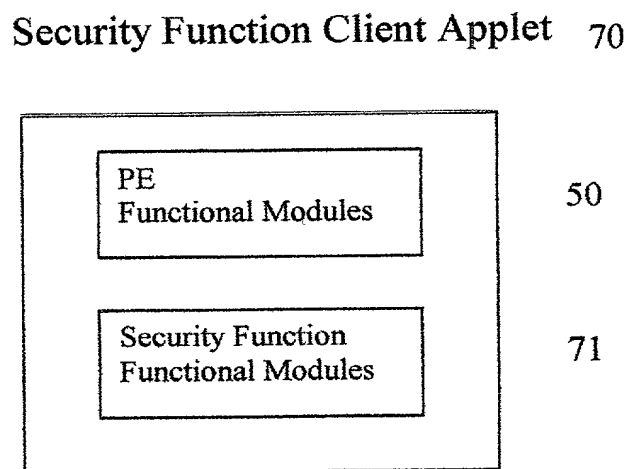 Security Function Client Applet 70
PE
Functional Modules
50
Security Function
Functional Modules
71